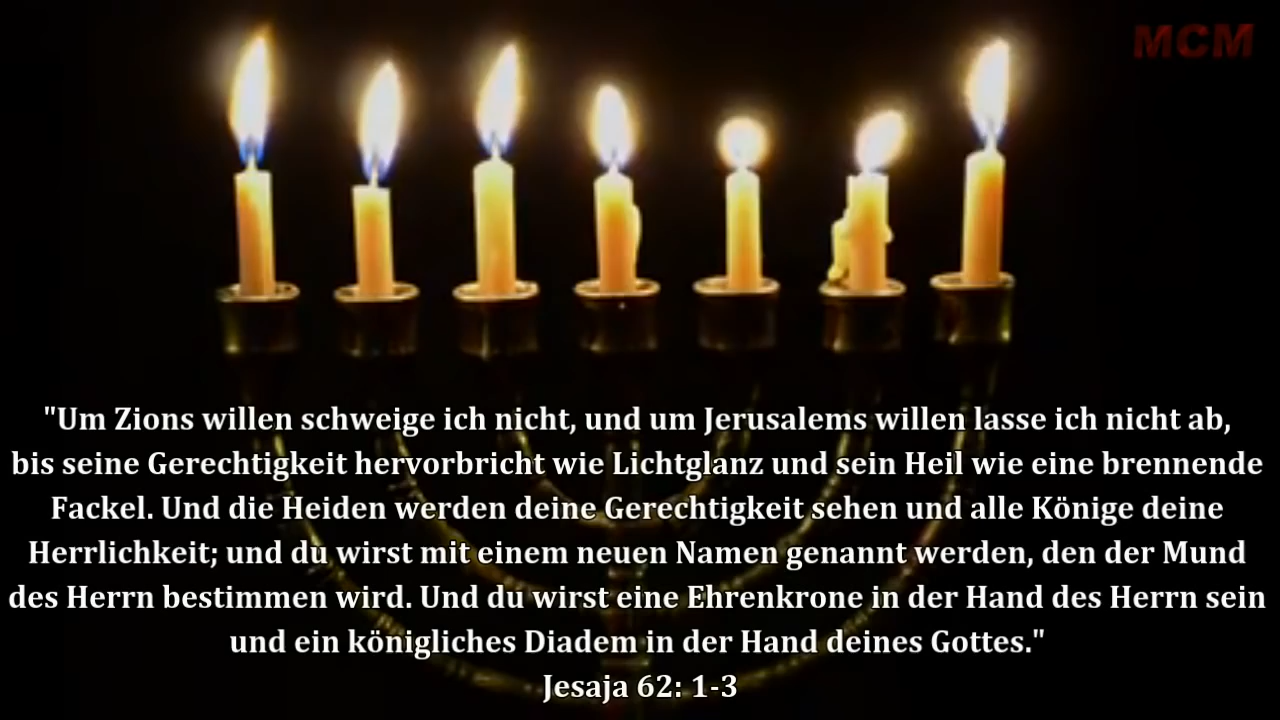 MCM
"Um Zions willen schweige ich nicht, und um Jerusalems willen lasse ich nicht ab,
bis seine Gerechtigkeit hervorbricht wie Lichtglanz und sein Heil wie eine brennende
Fackel. Und die Heiden werden deine Gerechtigkeit sehen und alle Könige deine
Herrlichkeit; und du wirst mit einem neuen Namen genannt werden, den der Mund
des Herrn bestimmen wird. Und du wirst eine Ehrenkrone in der Hand des Herrn sein
und ein königliches Diadem in der Hand deines Gottes."
Jesaja 62: 1-3